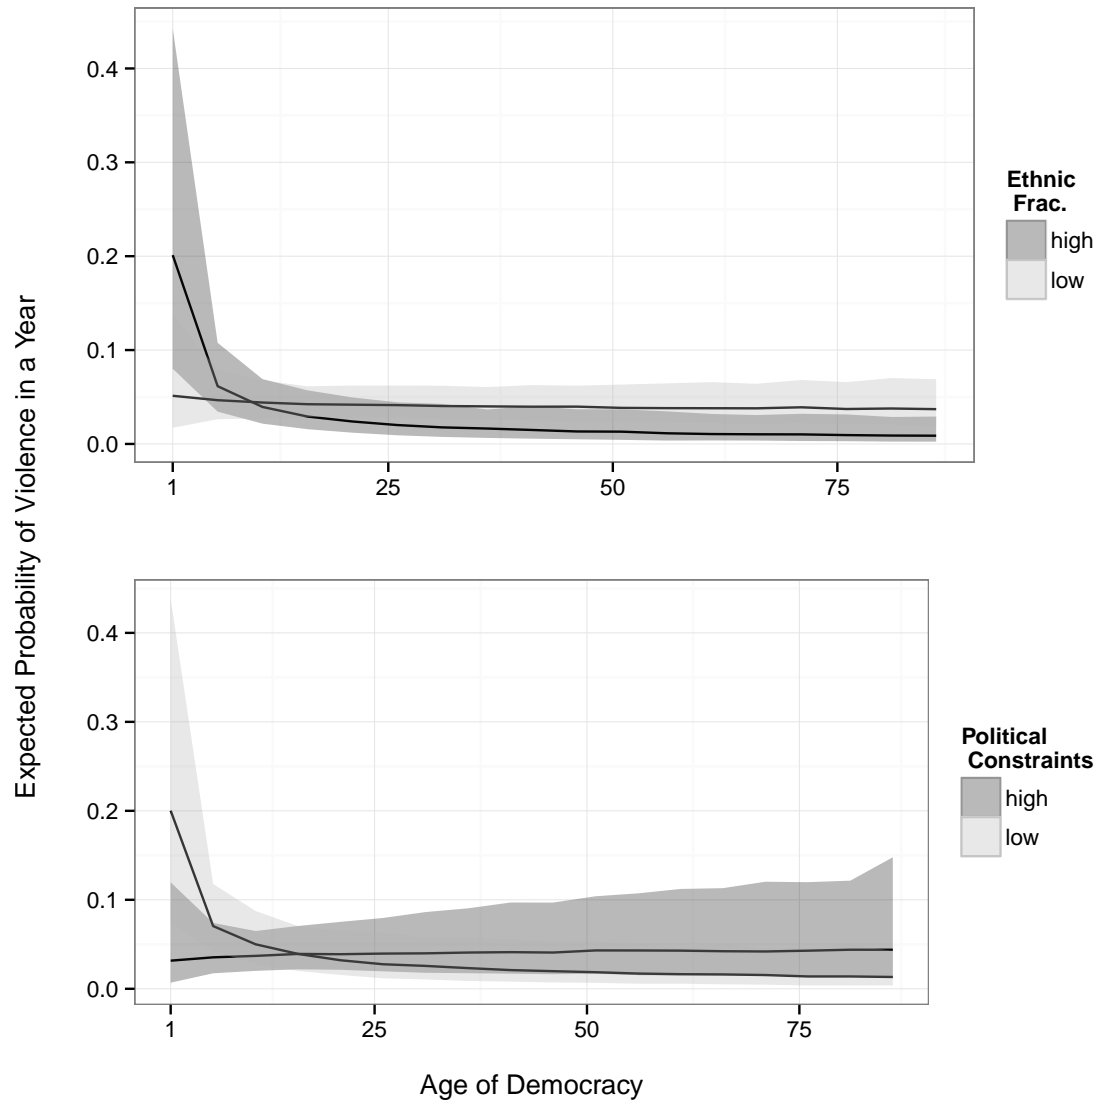 0.4
0.3
0.2
0.1
0.0
1
25
50
75
Ethnic
Frac.
high
low
Expected Probability of Violence in a Year
0.4
0.3
0.2
0.1
0.0
1
25
50
75
Political
Constraints
high
low
Age of Democracy